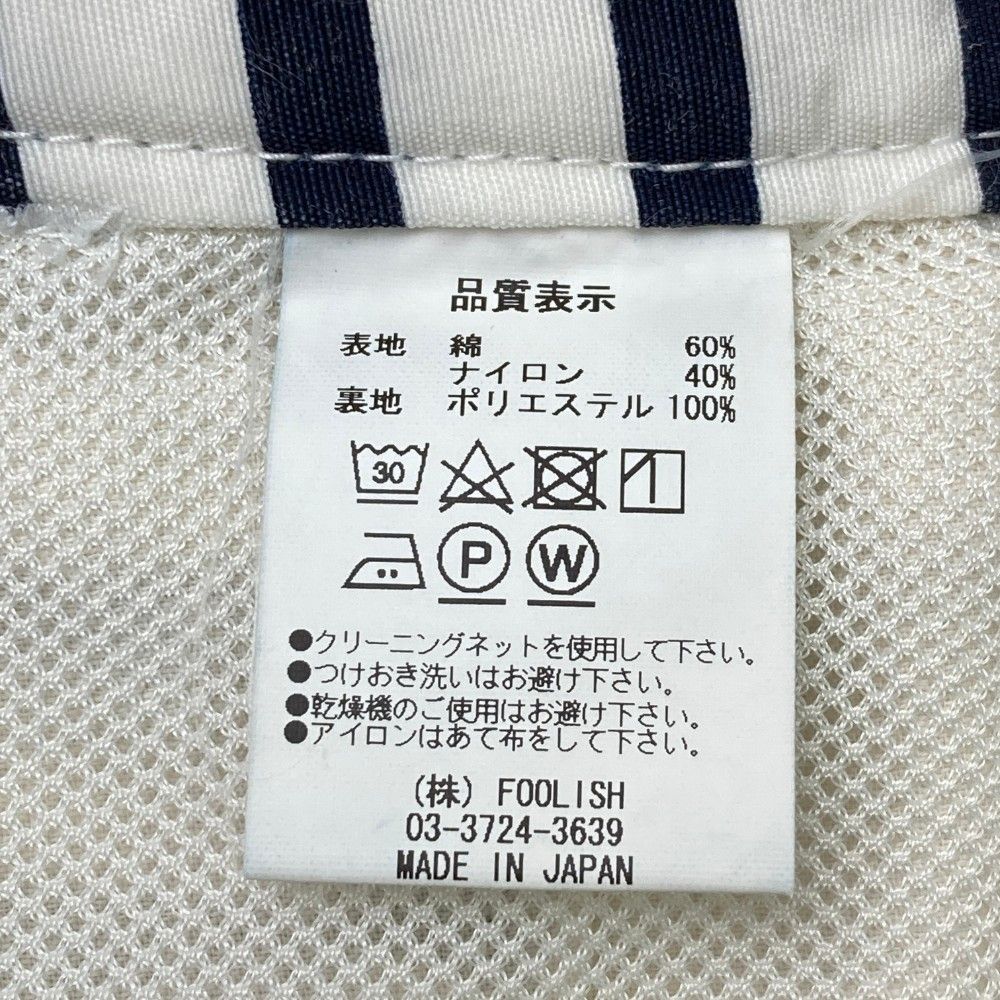 品質表示
表地 綿 60%
ナイロン 40%
裏地 ポリエステル 100%
30
P W
●クリーニングネットを使用して下さい。
●つけおき洗いはお避け下さい。
●乾燥機のご使用はお避け下さい。
●アイロンはあて布をして下さい。
(株) FOOLISH
03-3724-3639
MADE IN JAPAN